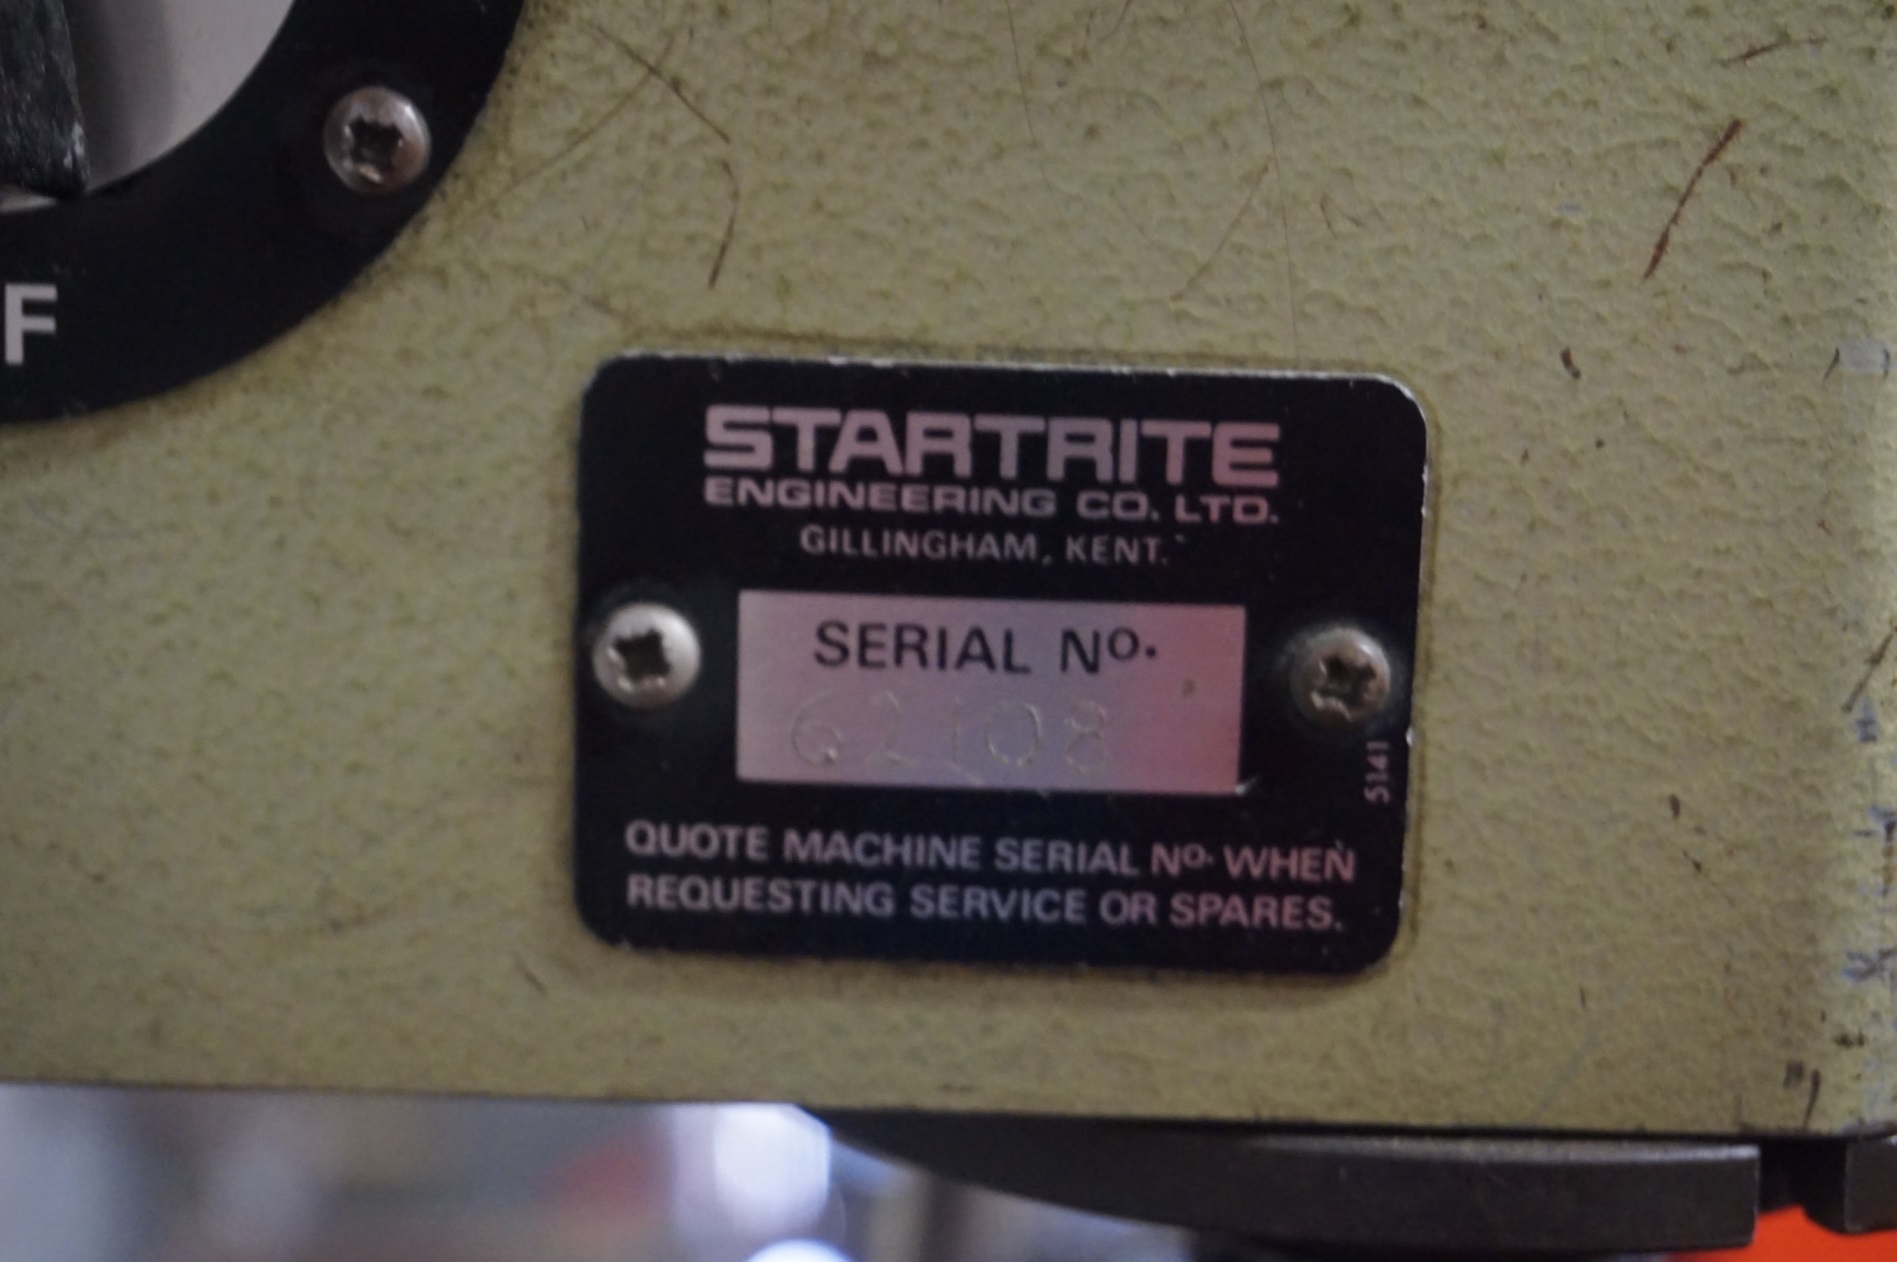 F
STARTRITE
ENGINEERING CO. LTD.
GILLINGHAM, KENT.
SERIAL No.
62108
5141
QUOTE MACHINE SERIAL No. WHEN
REQUESTING SERVICE OR SPARES.